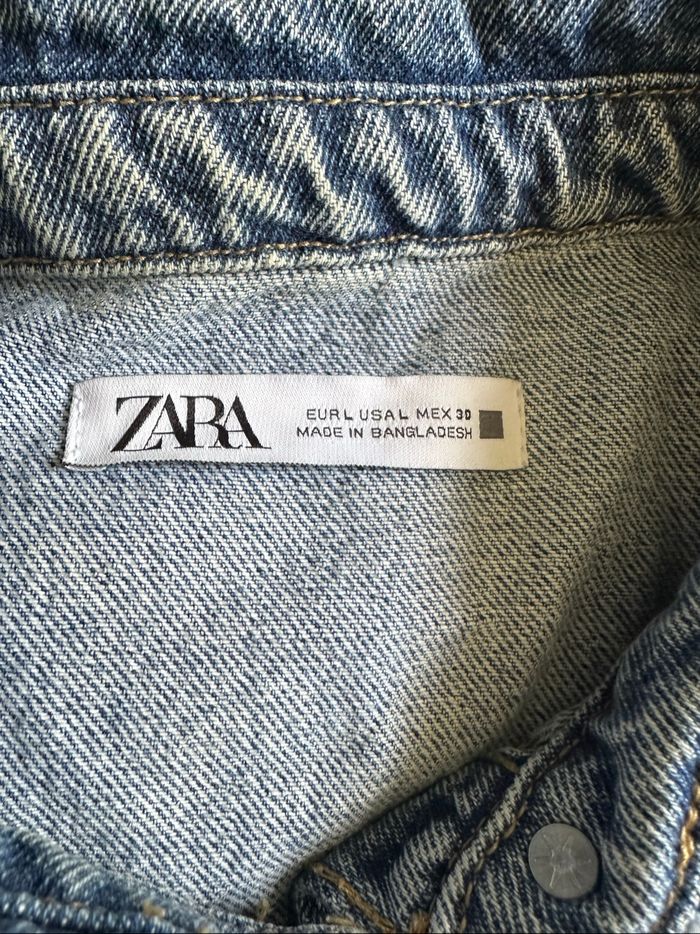 ZARA
EUR L USA L MEX 30
MADE IN BANGLADESH